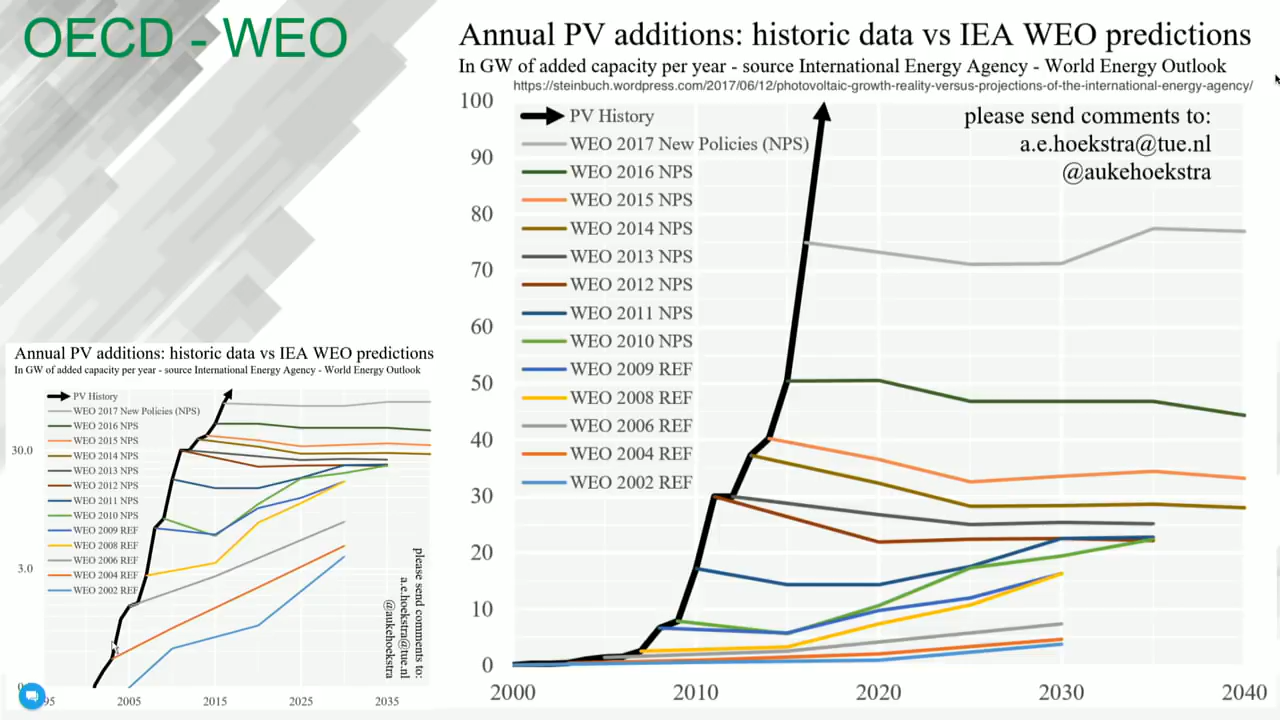 OECD - WEO
Annual PV additions: historic data vs IEA WEO predictions
In GW of added capacity per year - source International Energy Agency - World Energy Outlook
https://steinbuch.wordpress.com/2017/06/12/photovoltaic-growth-reality-versus-projections-of-the-international-energy-agency/
100
90
80
70
60
50
40
30
20
10
0
PV History
WEO 2017 New Policies (NPS)
WEO 2016 NPS
WEO 2015 NPS
WEO 2014 NPS
WEO 2013 NPS
WEO 2012 NPS
WEO 2011 NPS
WEO 2010 NPS
WEO 2009 REF
WEO 2008 REF
WEO 2006 REF
WEO 2004 REF
WEO 2002 REF
please send comments to:
a.e.hoekstra@tue.nl
@aukehoekstra
2000 2010 2020 2030 2040
Annual PV additions: historic data vs IEA WEO predictions
In GW of added capacity per year - source International Energy Agency - World Energy Outlook
30.0
3.0
PV History
WEO 2017 New Policies (NPS)
WEO 2016 NPS
WEO 2015 NPS
WEO 2014 NPS
WEO 2013 NPS
WEO 2012 NPS
WEO 2011 NPS
WEO 2010 NPS
WEO 2009 REF
WEO 2008 REF
WEO 2006 REF
WEO 2004 REF
WEO 2002 REF
please send comments to:
a.e.hoekstra@tue.nl
@aukehoekstra
95 2005 2015 2025 2035